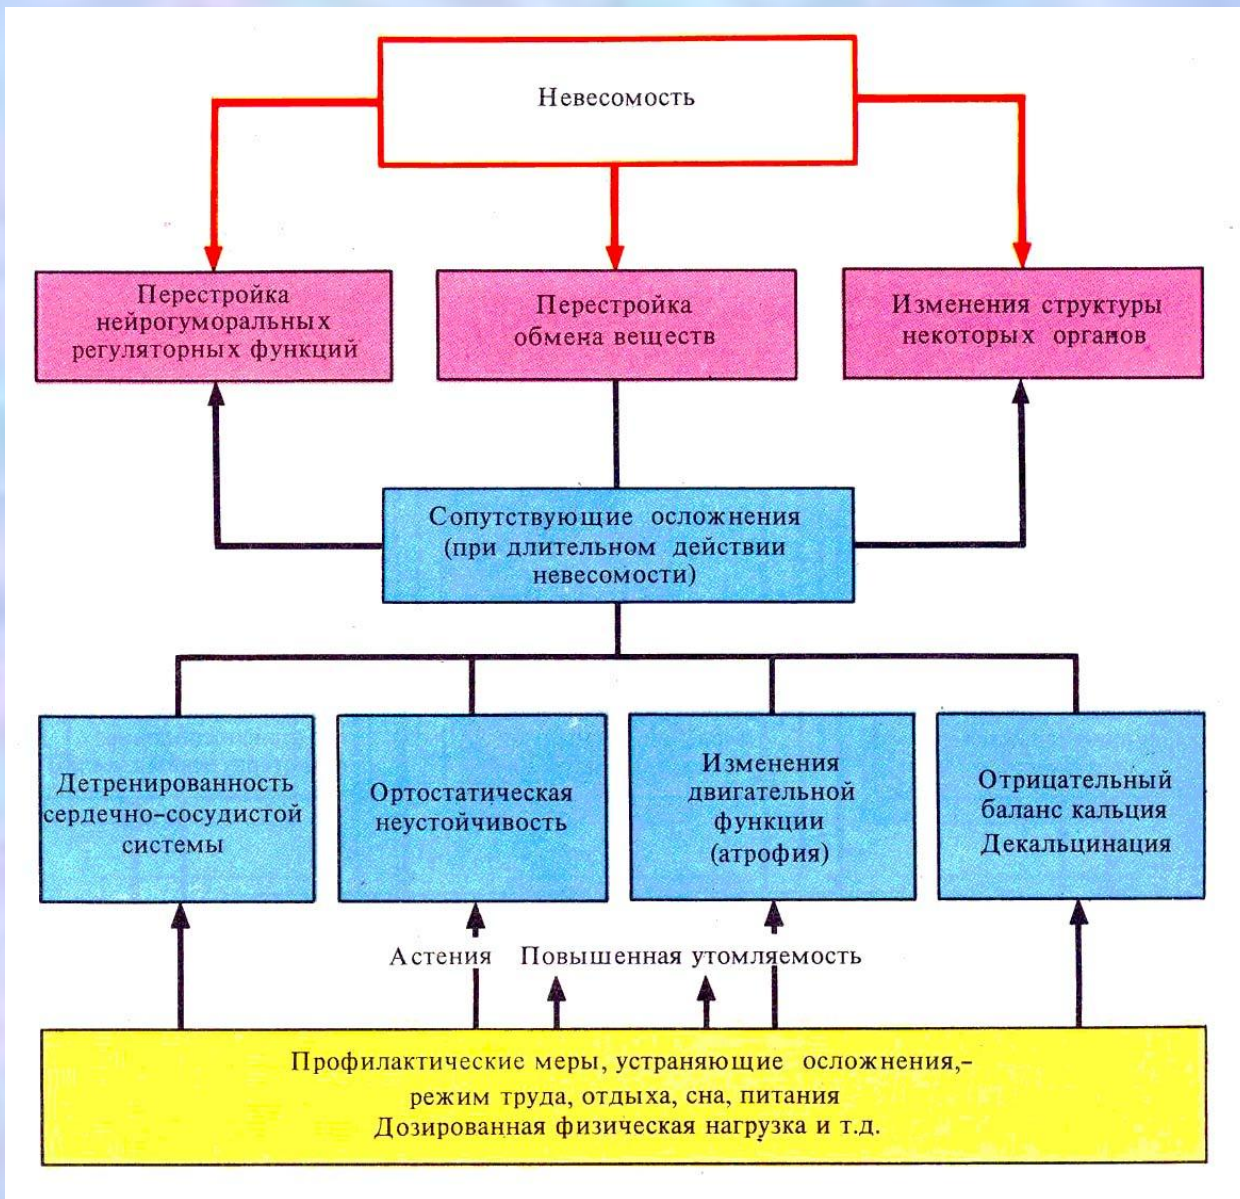 Невесомость
Перестройка
нейрогуморальных
регуляторных функций
Перестройка
обмена веществ
Изменения структуры
некоторых органов
Сопутствующие осложнения
(при длительном действии
невесомости)
Детренированность
сердечно-сосудистой
системы
Ортостатическая
неустойчивость
Изменения
двигательной
функции
(атрофия)
Отрицательный
баланс кальция
Декальцинация
Астения Повышенная утомляемость
Профилактические меры, устраняющие осложнения,-
режим труда, отдыха, сна, питания
Дозированная физическая нагрузка и т.д.